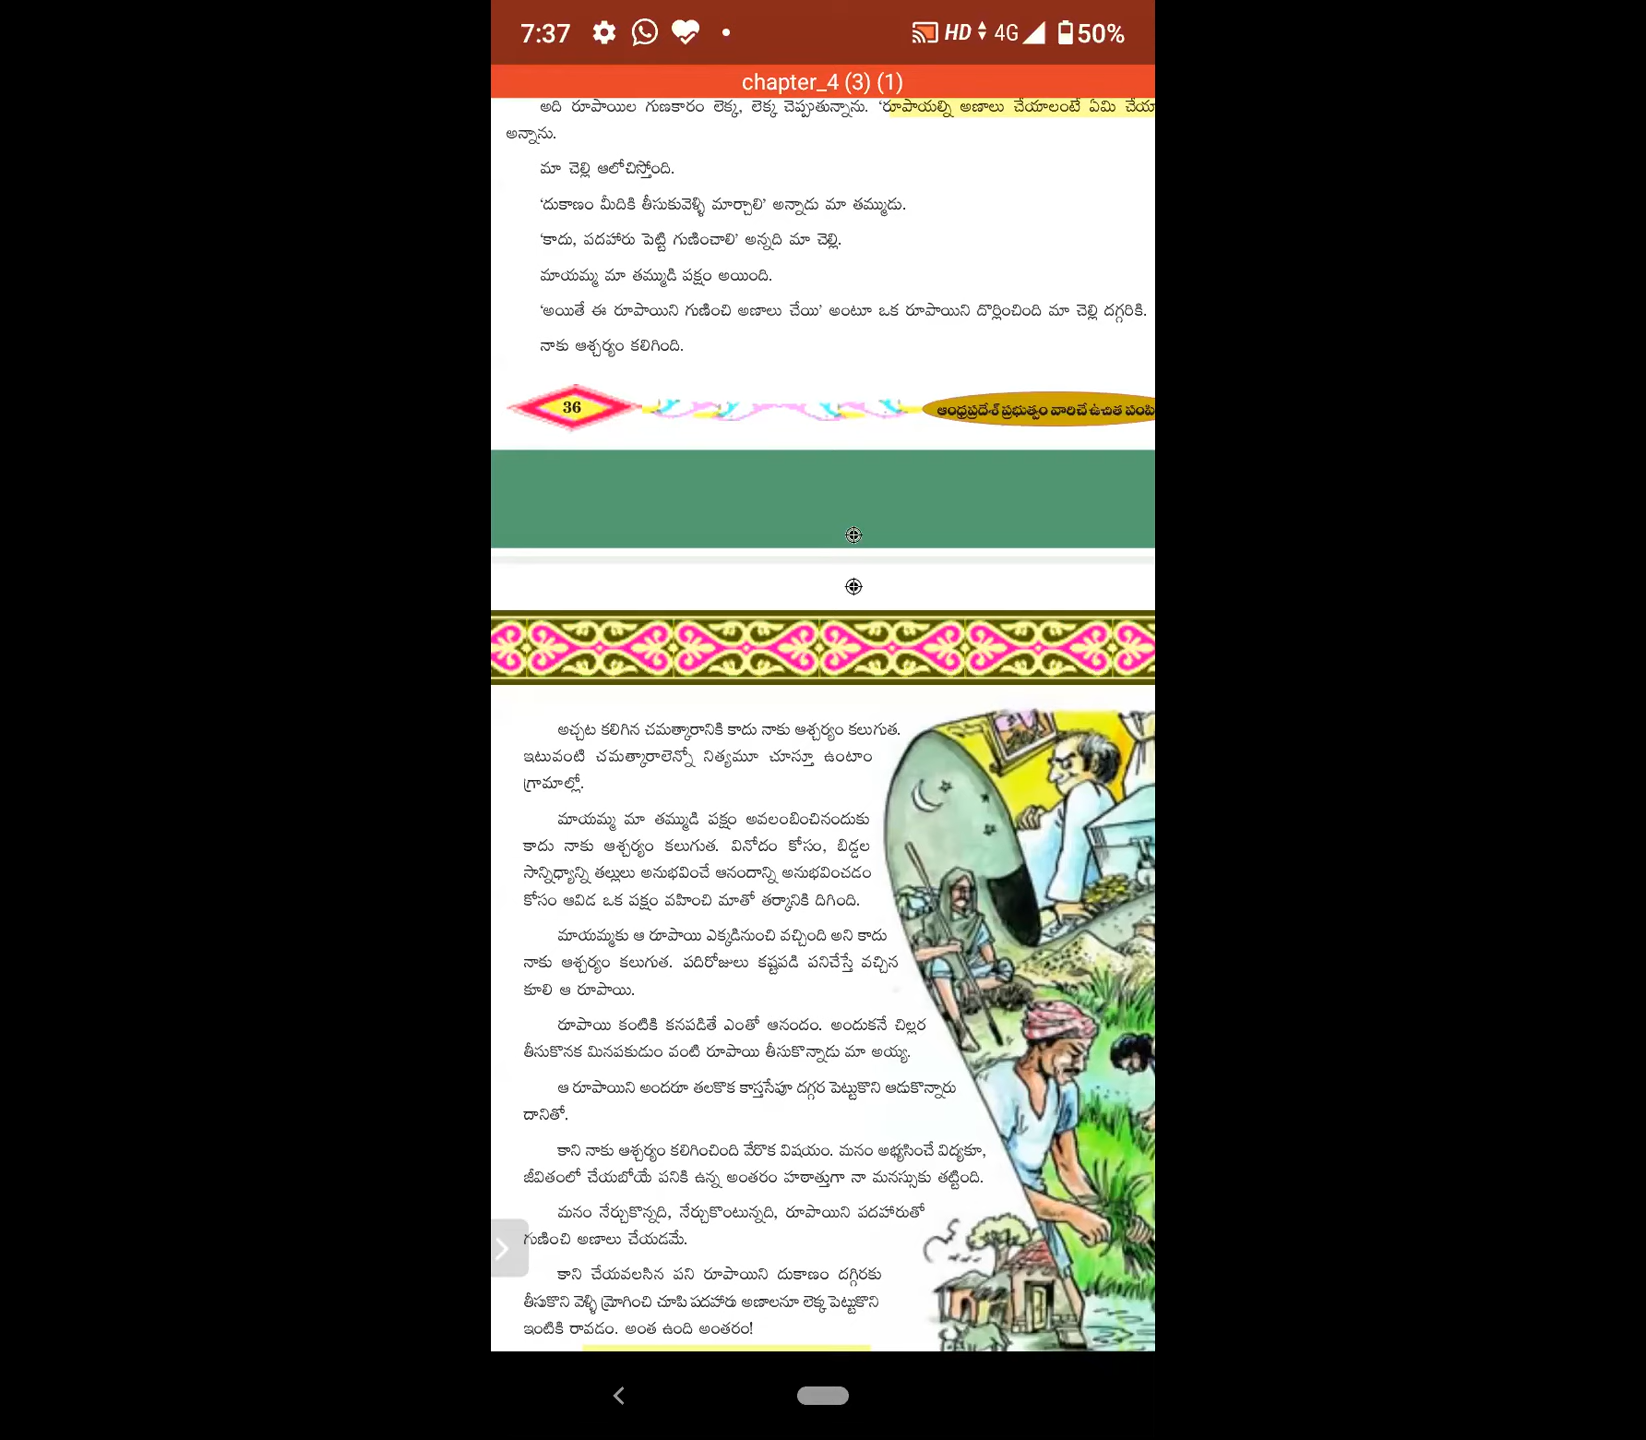 7:37
HD 4G 50%
chapter_4 (3) (1)
అది రూపాయిల గుణకారం లెక్క, లెక్క చెప్పుతున్నాను. ‘రూపాయల్ని అణాలు చేయాలంటే ఏమి
అన్నాను.
మా చెల్లి ఆలోచిస్తోంది.
‘దుకాణం మీదికి తీసుకువెళ్ళి మార్చాలి’ అన్నాడు మా తమ్ముడు.
‘కాదు, పదహారు పెట్టి గుణించాలి’ అన్నది మా చెల్లి.
మాయమ్మ మా తమ్ముడి పక్షం అయింది.
‘అయితే ఈ రూపాయిని గుణించి అణాలు చేయి’ అంటూ ఒక రూపాయిని దొర్లించింది మా చెల్లి దగ్గరికి.
నాకు ఆశ్చర్యం కలిగింది.
36
ఆంధ్రప్రదేశ్ ప్రభుత్వం వారిచే ఉచిత
అచ్చట కలిగిన చమత్కారానికి కాదు నాకు ఆశ్చర్యం కలుగుత.
ఇటువంటి చమత్కారాలెన్నో నిత్యమూ చూస్తూ ఉంటాం
గ్రామాల్లో.
మాయమ్మ మా తమ్ముడి పక్షం అవలంబించినందుకు
కాదు నాకు ఆశ్చర్యం కలుగుత. వినోదం కోసం, బిడ్డల
సాన్నిధ్యాన్ని తల్లులు అనుభవించే ఆనందాన్ని అనుభవించడం
కోసం ఆవిడ ఒక పక్షం వహించి మాతో తర్కానికి దిగింది.
మాయమ్మకు ఆ రూపాయి ఎక్కడినుంచి వచ్చింది అని కాదు
నాకు ఆశ్చర్యం కలుగుత. పదిరోజులు కష్టపడి పనిచేస్తే వచ్చిన
కూలి ఆ రూపాయి.
రూపాయి కంటికి కనపడితే ఎంతో ఆనందం. అందుకనే చిల్లర
తీసుకొనక మినపకుడుం వంటి రూపాయి తీసుకొన్నాడు మా అయ్య.
ఆ రూపాయిని అందరూ తలకొక కాస్తసేపూ దగ్గర పెట్టుకొని ఆడుకొన్నారు
దానితో.
కాని నాకు ఆశ్చర్యం కలిగించింది వేరొక విషయం. మనం అభ్యసించే విద్యకూ,
జీవితంలో చేయబోయే పనికి ఉన్న అంతరం హఠాత్తుగా నా మనస్సుకు తట్టింది.
మనం నేర్చుకొన్నది, నేర్చుకొంటున్నది, రూపాయిని పదహారుతో
గుణించి అణాలు చేయడమే.
కాని చేయవలసిన పని రూపాయిని దుకాణం దగ్గిరకు
తీసుకొని వెళ్ళి మ్రోగించి చూపి పదహారు అణాలనూ లెక్క పెట్టుకొని
ఇంటికి రావడం. అంత ఉంది అంతరం!